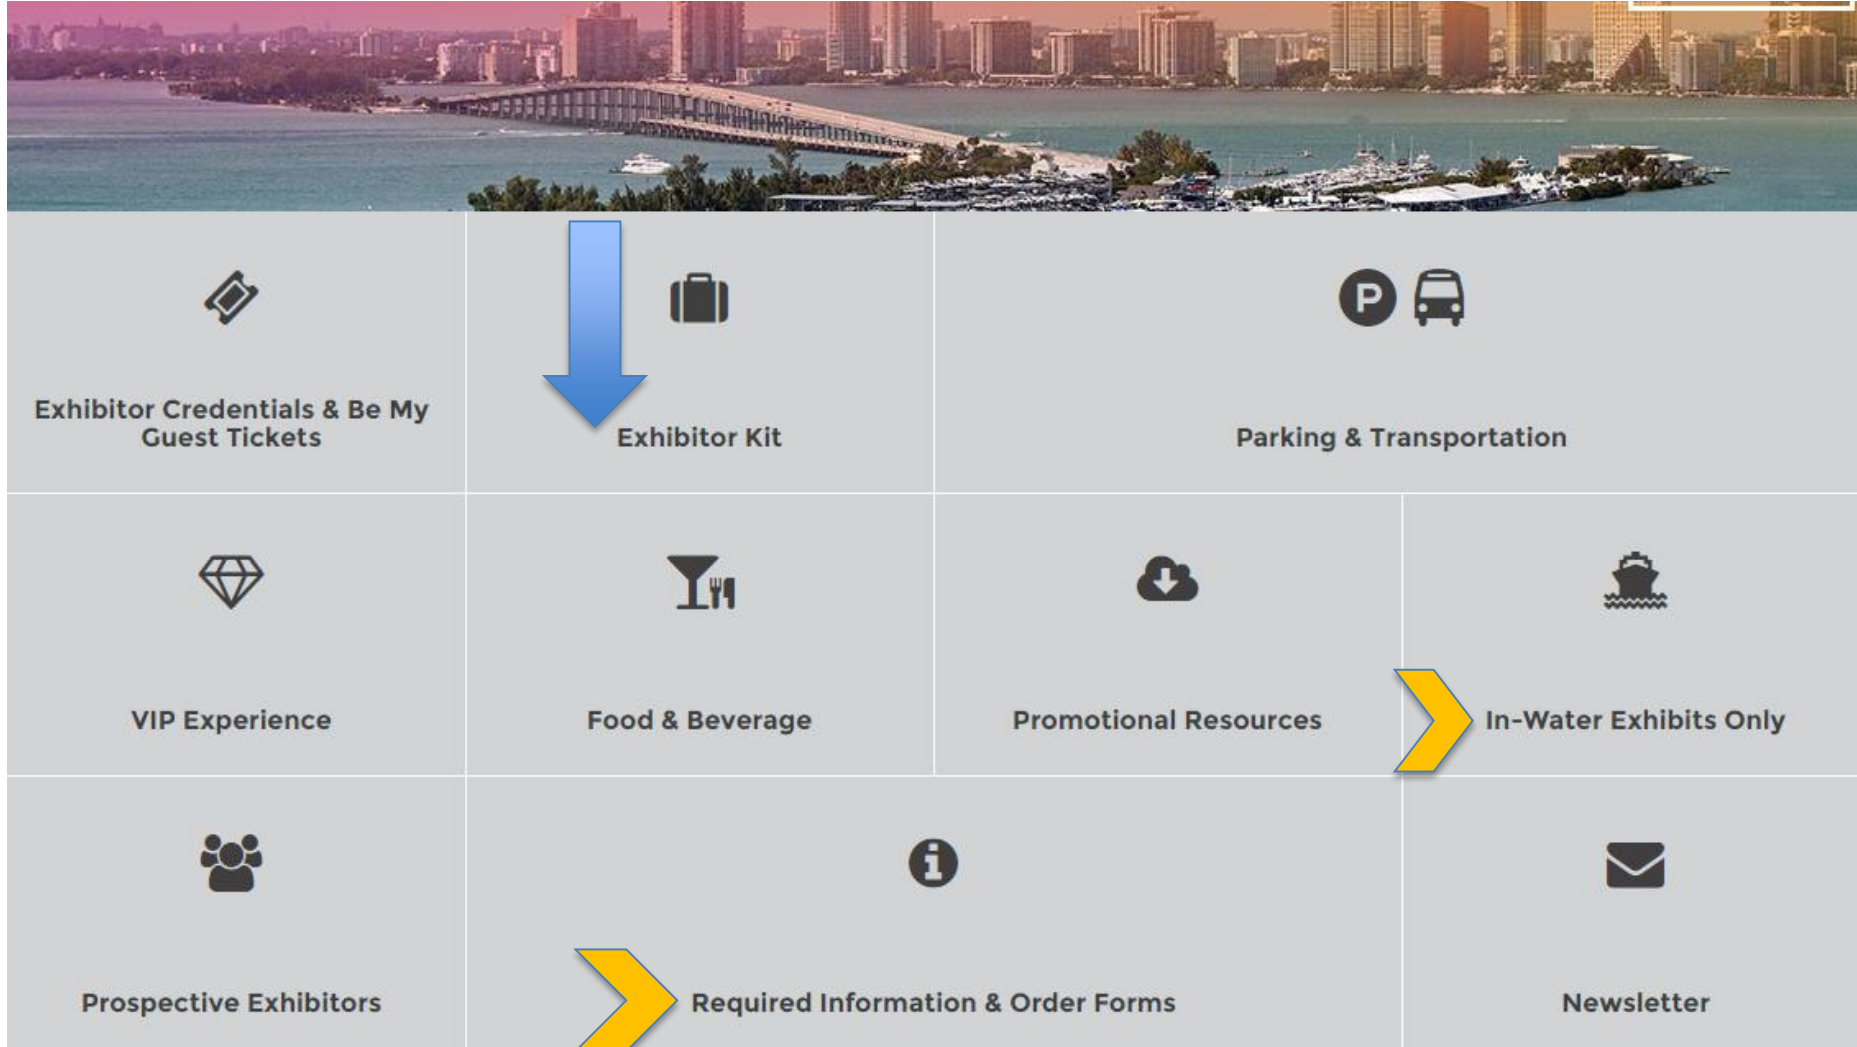 P
Exhibitor Credentials & Be My
Guest Tickets
Exhibitor Kit
Parking & Transportation
VIP Experience
Food & Beverage
Promotional Resources
In-Water Exhibits Only
Prospective Exhibitors
Required Information & Order Forms
Newsletter